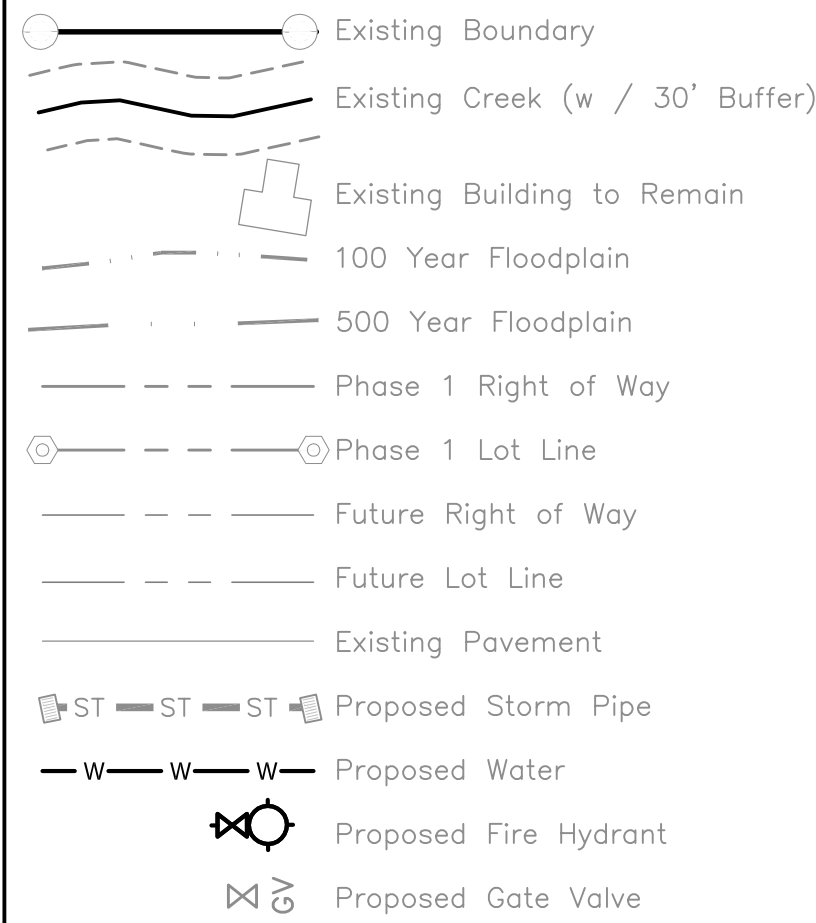 Existing Boundary
Existing Creek (w / 30' Buffer)
Existing Building to Remain
100 Year Floodplain
500 Year Floodplain
Phase 1 Right of Way
Phase 1 Lot Line
Future Right of Way
Future Lot Line
Existing Pavement
ST ST ST Proposed Storm Pipe
W W W Proposed Water
Proposed Fire Hydrant
GV Proposed Gate Valve